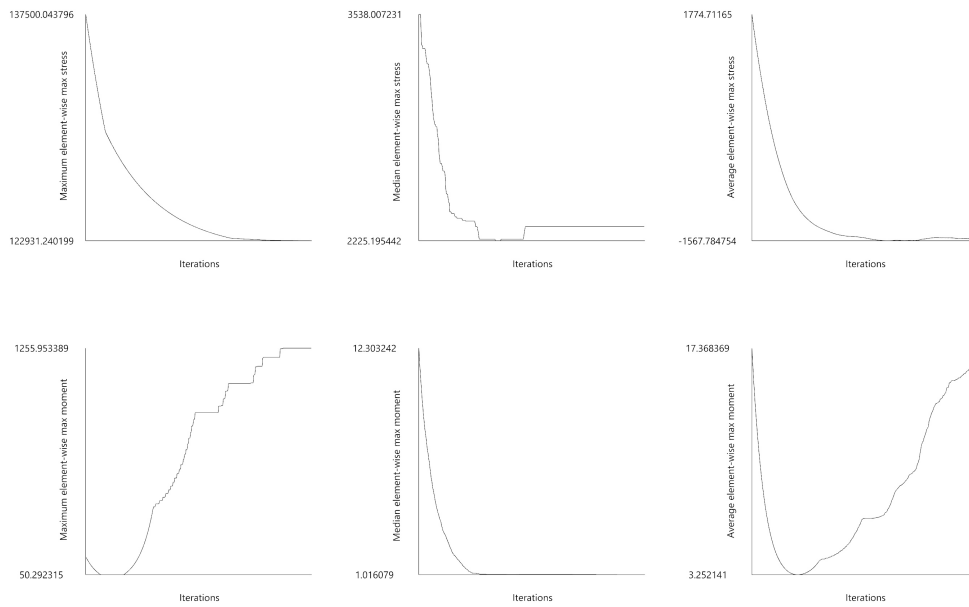 137500.043796
Maximum element-wise max stress
122931.240199
Iterations
3538.007231
Median element-wise max stress
2225.195442
Iterations
1774.71165
Average element-wise max stress
-1567.784754
Iterations
1255.953389
Maximum element-wise max moment
50.292315
Iterations
12.303242
Median element-wise max moment
1.016079
Iterations
17.368369
Average element-wise max moment
3.252141
Iterations